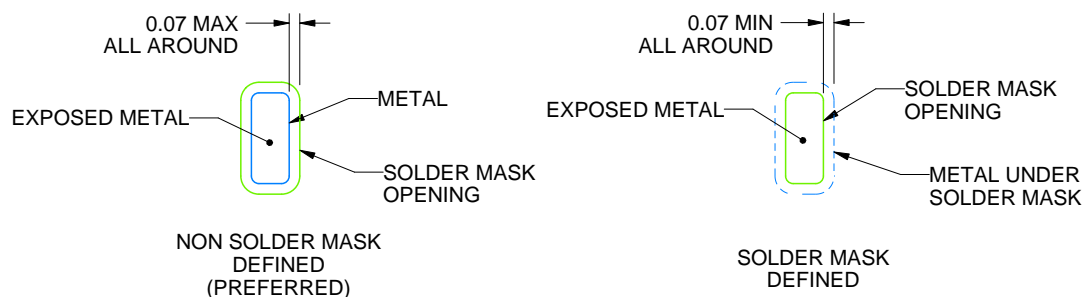 0.07 MAX
ALL AROUND
EXPOSED METAL
METAL
SOLDER MASK
OPENING
NON SOLDER MASK
DEFINED
(PREFERRED)
0.07 MIN
ALL AROUND
EXPOSED METAL
SOLDER MASK
OPENING
METAL UNDER
SOLDER MASK
SOLDER MASK
DEFINED